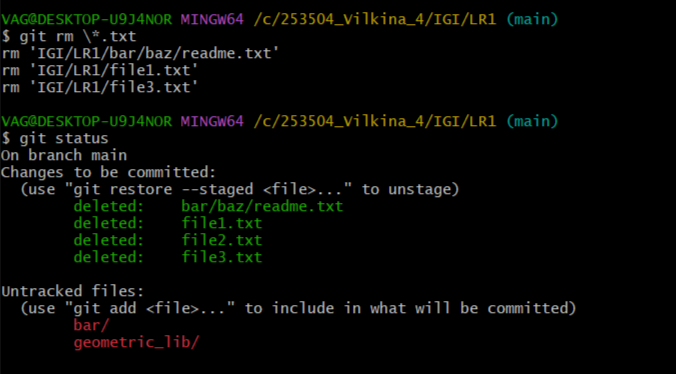 VAG@DESKTOP-U9J4NOR MINGW64 /c/253504_Vilkina_4/IGI/LR1 (main)
$ git rm \*.txt
rm 'IGI/LR1/bar/baz/readme.txt'
rm 'IGI/LR1/file1.txt'
rm 'IGI/LR1/file3.txt'

VAG@DESKTOP-U9J4NOR MINGW64 /c/253504_Vilkina_4/IGI/LR1 (main)
$ git status
On branch main
Changes to be committed:
  (use "git restore --staged <file>..." to unstage)
        deleted:    bar/baz/readme.txt
        deleted:    file1.txt
        deleted:    file2.txt
        deleted:    file3.txt

Untracked files:
  (use "git add <file>..." to include in what will be committed)
        bar/
        geometric_lib/